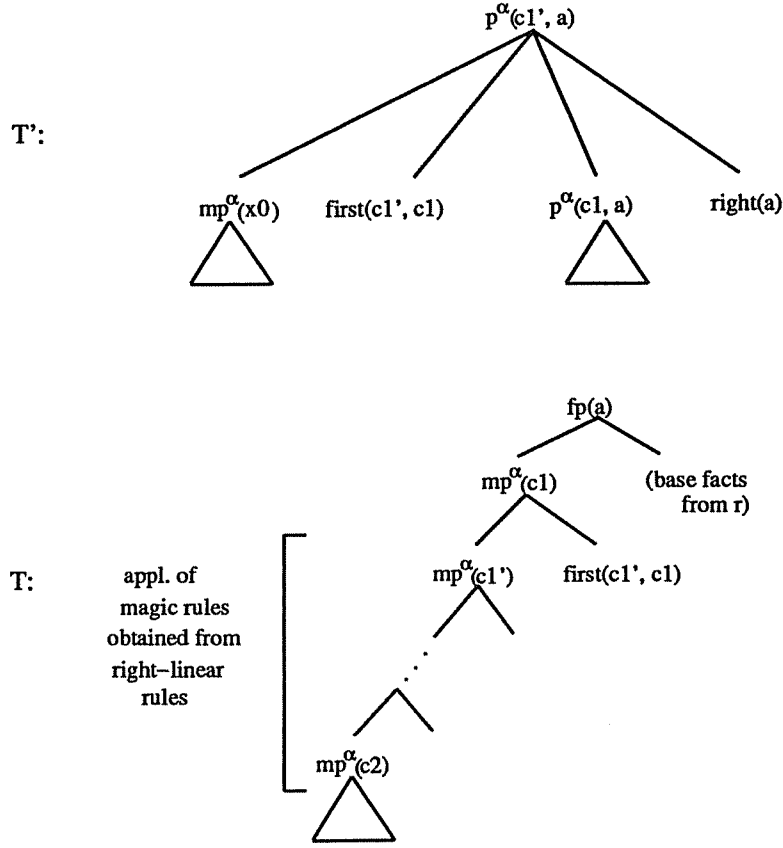 p^α(c1', a)
T':
mp^α(x0) first(c1', c1) p^α(c1, a) right(a)
fp(a)
mp^α(c1) (base facts
from r)
T: appl. of mp^α(c1') first(c1', c1)
magic rules
obtained from
right-linear
rules
mp^α(c2)